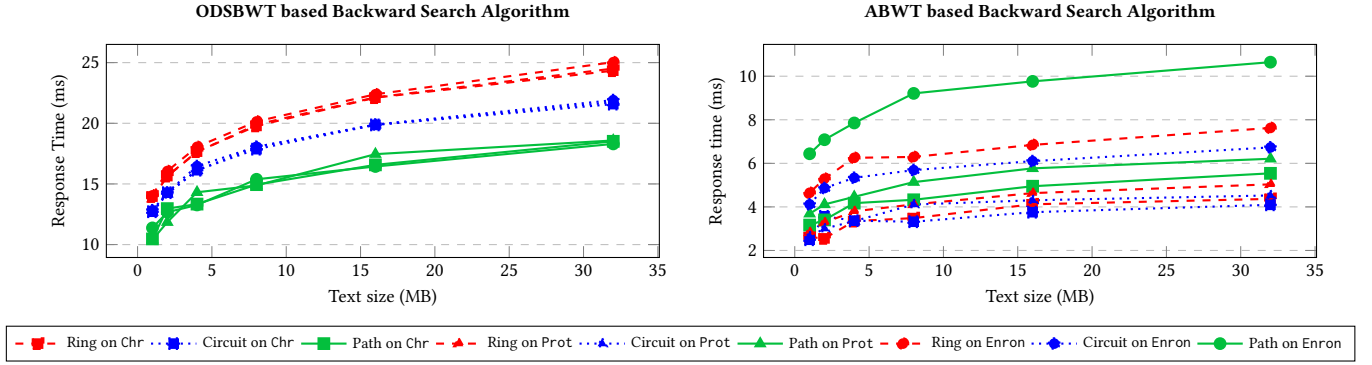 ODSBWT based Backward Search Algorithm
25
20
15
10
Response Time (ms)
0 5 10 15 20 25 30 35
Text size (MB)
ABWT based Backward Search Algorithm
10
8
6
4
2
Response time (ms)
0 5 10 15 20 25 30 35
Text size (MB)
Ring on Chr Circuit on Chr Path on Chr Ring on Prot Circuit on Prot Path on Prot Ring on Enron Circuit on Enron Path on Enron